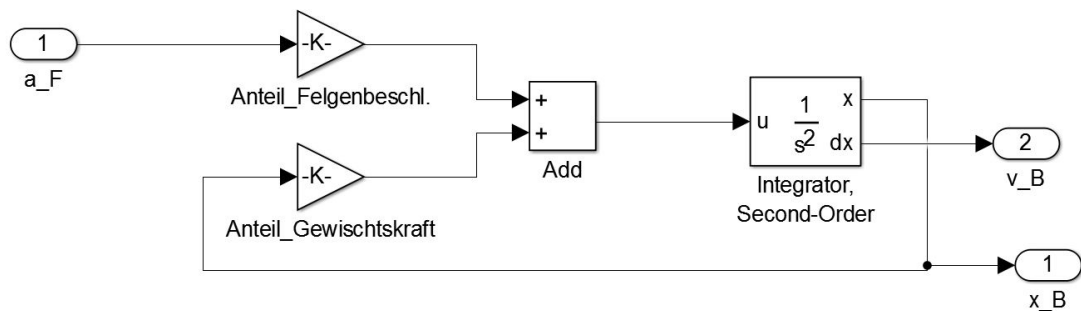 1
a_F
-K-
Anteil_Felgenbeschl.
-K-
Anteil_Gewischtskraft
+
+
Add
u
1
s2
x
dx
Integrator,
Second-Order
2
v_B
1
x_B